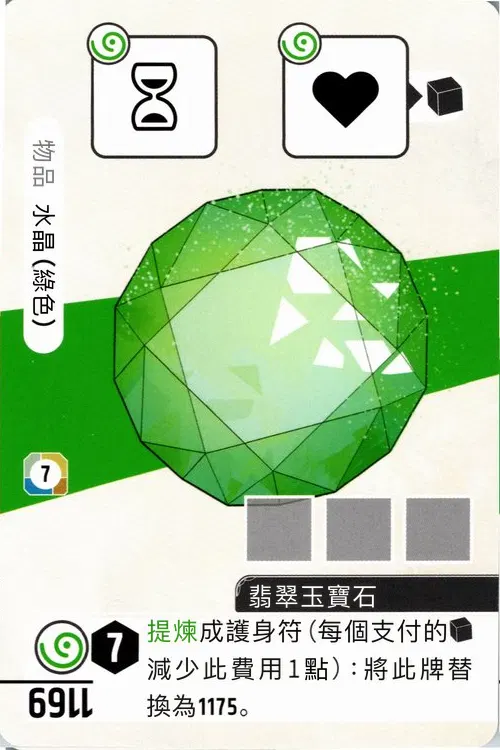 物品 水晶(綠色)
7
翡翠玉寶石
7 提煉成護身符(每個支付的
減少此費用1點):將此牌替
換為1175。
1169